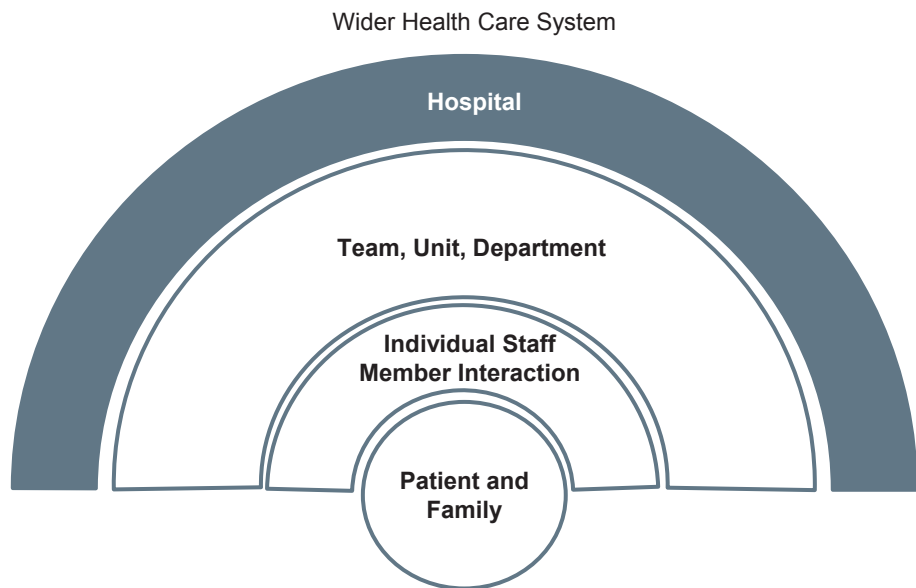 Wider Health Care System
Hospital
Team, Unit, Department
Individual Staff
Member Interaction
Patient and
Family